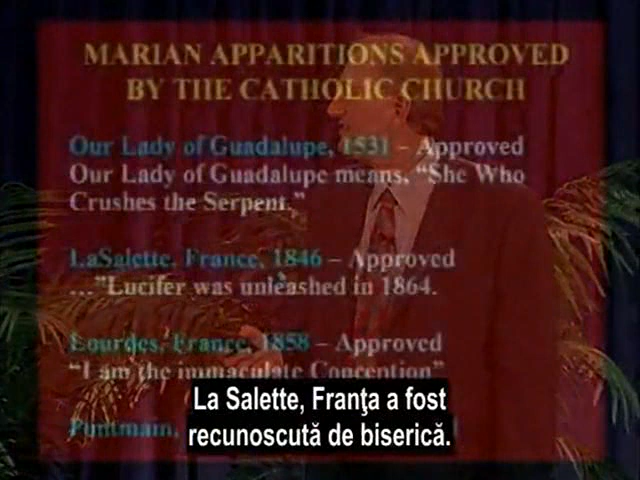 MARIAN APPARITIONS APPROVED
BY THE CATHOLIC CHURCH
Our Lady of Guadalupe, 1531 – Approved
Our Lady of Guadalupe means, “She Who
Crushes the Serpent.”
LaSalette, France, 1846 – Approved
...”Lucifer was unleashed in 1864.
Lourdes, France, 1858 – Approved
“I am the immaculate Conception”
Pontmain,
La Salette, Franţa a fost
recunoscută de biserică.